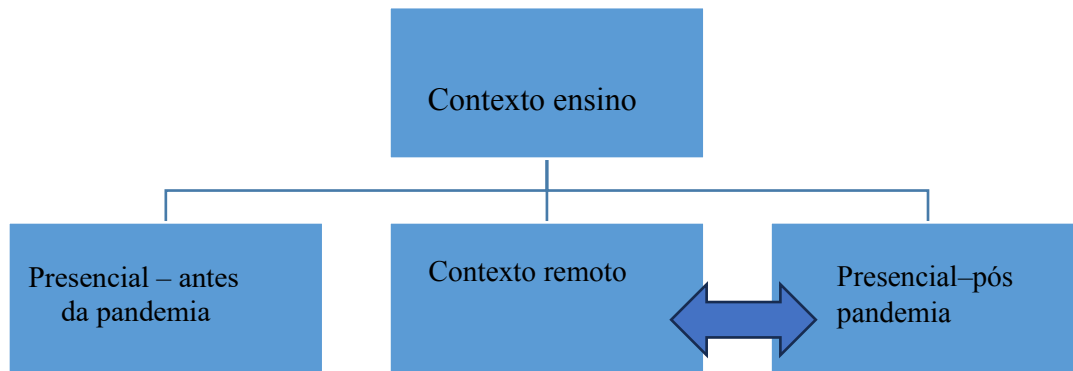 Contexto ensino
Presencial – antes
da pandemia
Contexto remoto
Presencial–pós
pandemia